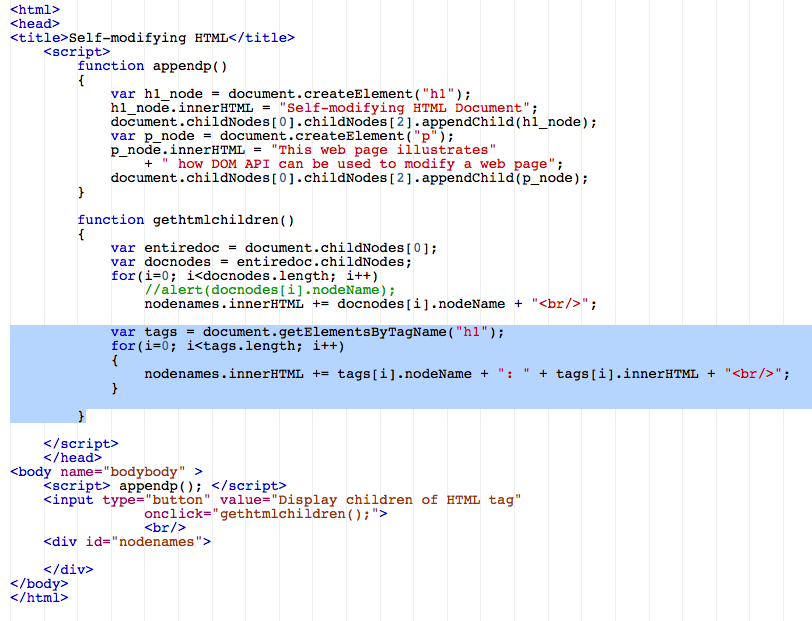 <html>
<head>
<title>Self-modifying HTML</title>
    <script>
        function appendp()
        {
            var h1_node = document.createElement("h1");
            h1_node.innerHTML = "Self-modifying HTML Document";
            document.childNodes[0].childNodes[2].appendChild(h1_node);
            var p_node = document.createElement("p");
            p_node.innerHTML = "This web page illustrates"
                + " how DOM API can be used to modify a web page";
            document.childNodes[0].childNodes[2].appendChild(p_node);
        }
        function gethtmlchildren()
        {
            var entiredoc = document.childNodes[0];
            var docnodes = entiredoc.childNodes;
            for(i=0; i<docnodes.length; i++)
                //alert(docnodes[i].nodeName);
                nodenames.innerHTML += docnodes[i].nodeName + "<br/>";
            var tags = document.getElementsByTagName("h1");
            for(i=0; i<tags.length; i++)
            {
                nodenames.innerHTML += tags[i].nodeName + ": " + tags[i].innerHTML + "<br/>";
            }
        }
    </script>
    </head>
<body name="bodybody" >
    <script> appendp(); </script>
    <input type="button" value="Display children of HTML tag"
                onclick="gethtmlchildren();">
                <br/>
    <div id="nodenames">
    </div>
</body>
</html>